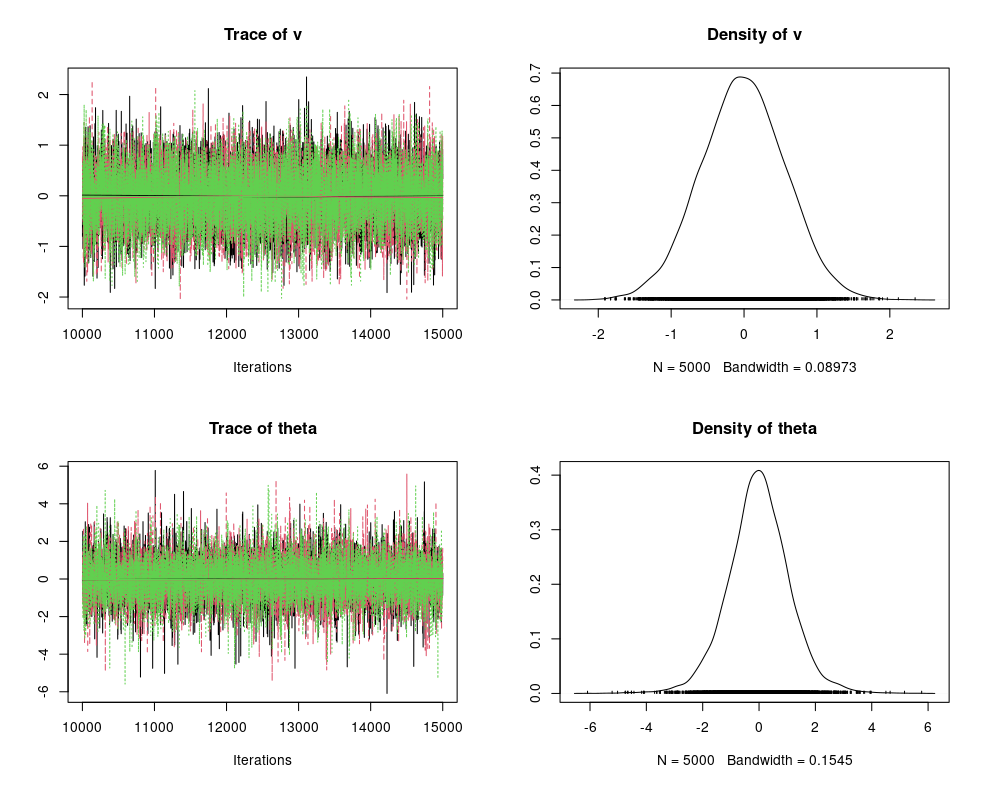 Trace of v
2
1
0
-1
-2
10000 11000 12000 13000 14000 15000
Iterations
Density of v
0.7
0.6
0.5
0.4
0.3
0.2
0.1
0.0
-2 -1 0 1 2
N = 5000 Bandwidth = 0.08973
Trace of theta
6
4
2
0
-2
-4
-6
10000 11000 12000 13000 14000 15000
Iterations
Density of theta
0.4
0.3
0.2
0.1
0.0
-6 -4 -2 0 2 4 6
N = 5000 Bandwidth = 0.1545